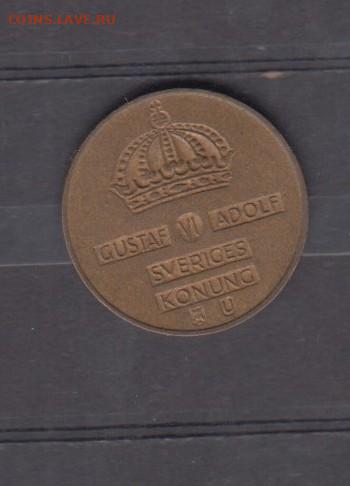 COINS.LAVE.RU
GUSTAF VI ADOLF
SVERIGES
KONUNG
U